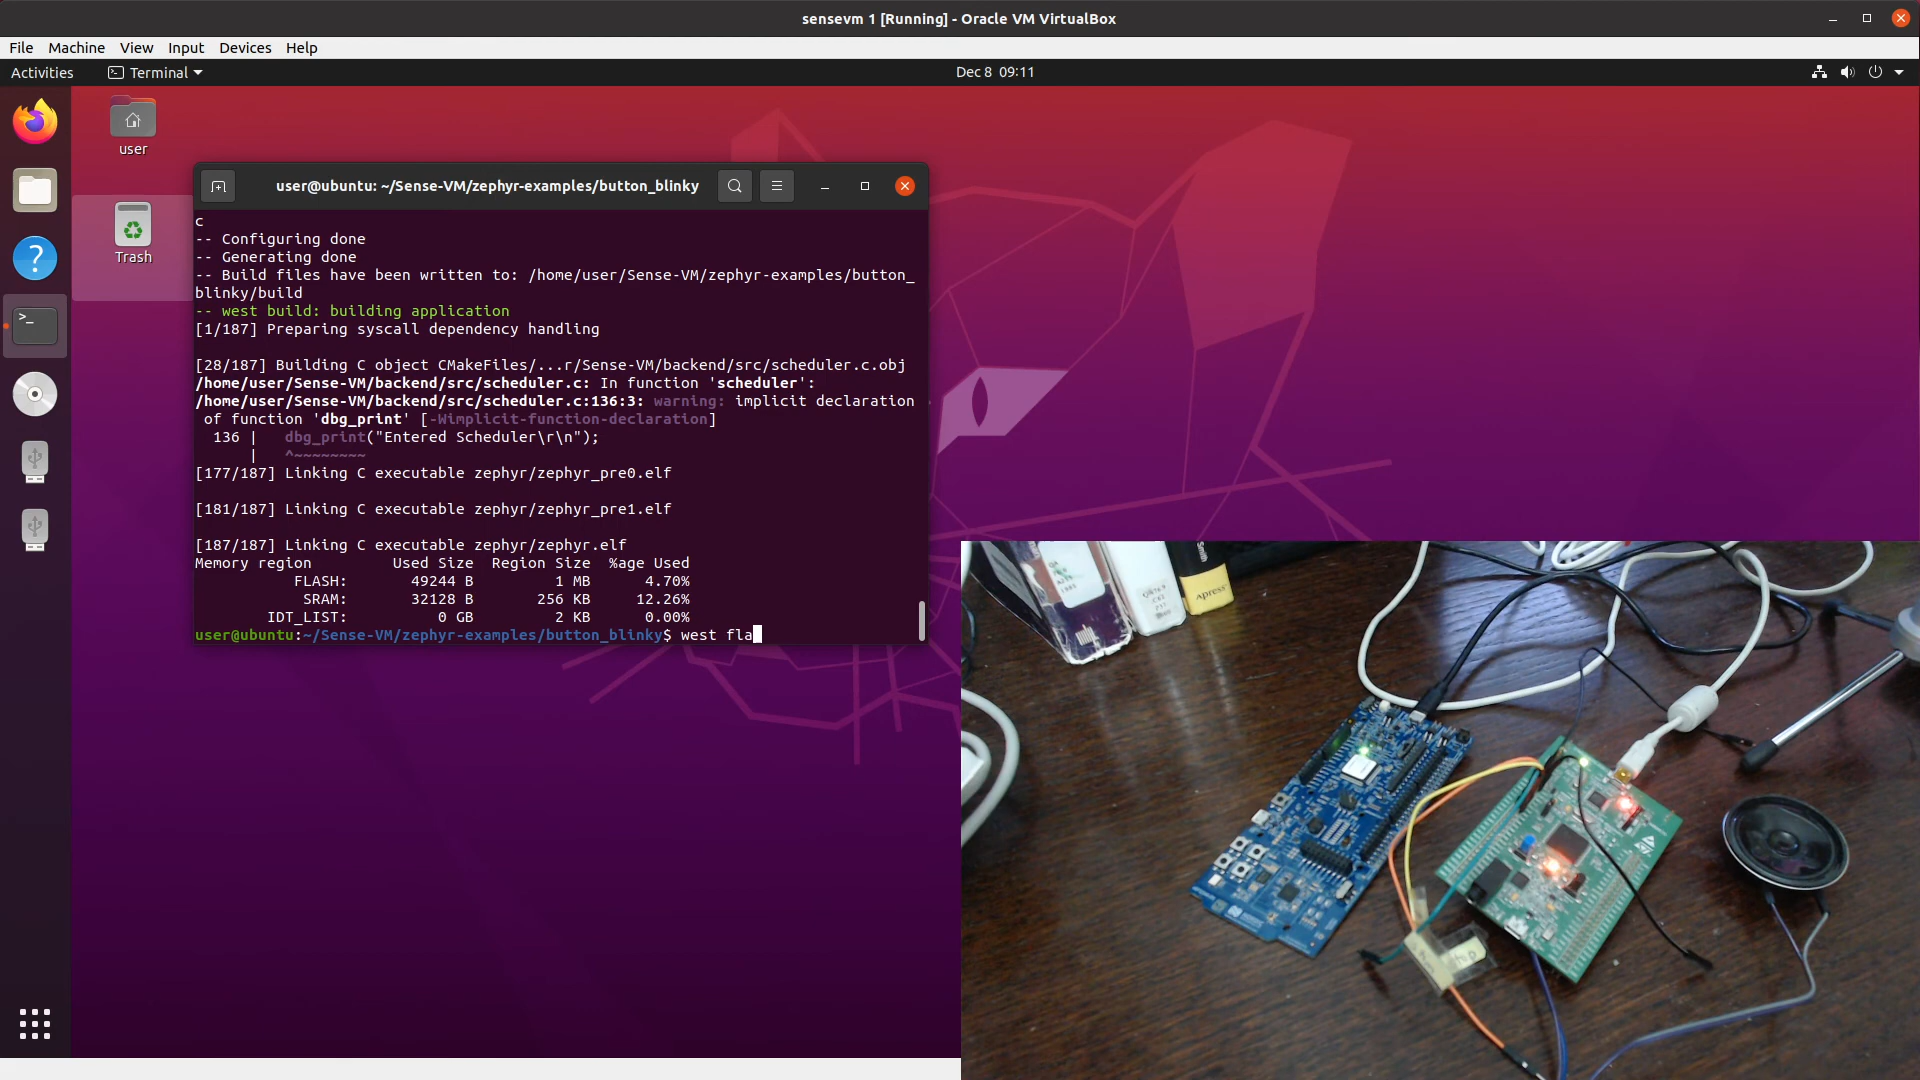 sensevm 1 [Running] - Oracle VM VirtualBox
File Machine View Input Devices Help
Activities Terminal Dec 8 09:11
user
Trash
user@ubuntu: ~/Sense-VM/zephyr-examples/button_blinky
c
-- Configuring done
-- Generating done
-- Build files have been written to: /home/user/Sense-VM/zephyr-examples/button_
blinky/build
-- west build: building application
[1/187] Preparing syscall dependency handling
[28/187] Building C object CMakeFiles/...r/Sense-VM/backend/src/scheduler.c.obj
/home/user/Sense-VM/backend/src/scheduler.c: In function 'scheduler':
/home/user/Sense-VM/backend/src/scheduler.c:136:3: warning: implicit declaration
of function 'dbg_print' [-Wimplicit-function-declaration]
136 | dbg_print("Entered Scheduler\r\n");
| ^~~~~~~~~
[177/187] Linking C executable zephyr/zephyr_pre0.elf
[181/187] Linking C executable zephyr/zephyr_pre1.elf
[187/187] Linking C executable zephyr/zephyr.elf
Memory region Used Size Region Size %age Used
FLASH: 49244 B 1 MB 4.70%
SRAM: 32128 B 256 KB 12.26%
IDT_LIST: 0 GB 2 KB 0.00%
user@ubuntu:~/Sense-VM/zephyr-examples/button_blinky$ west fla
Apress